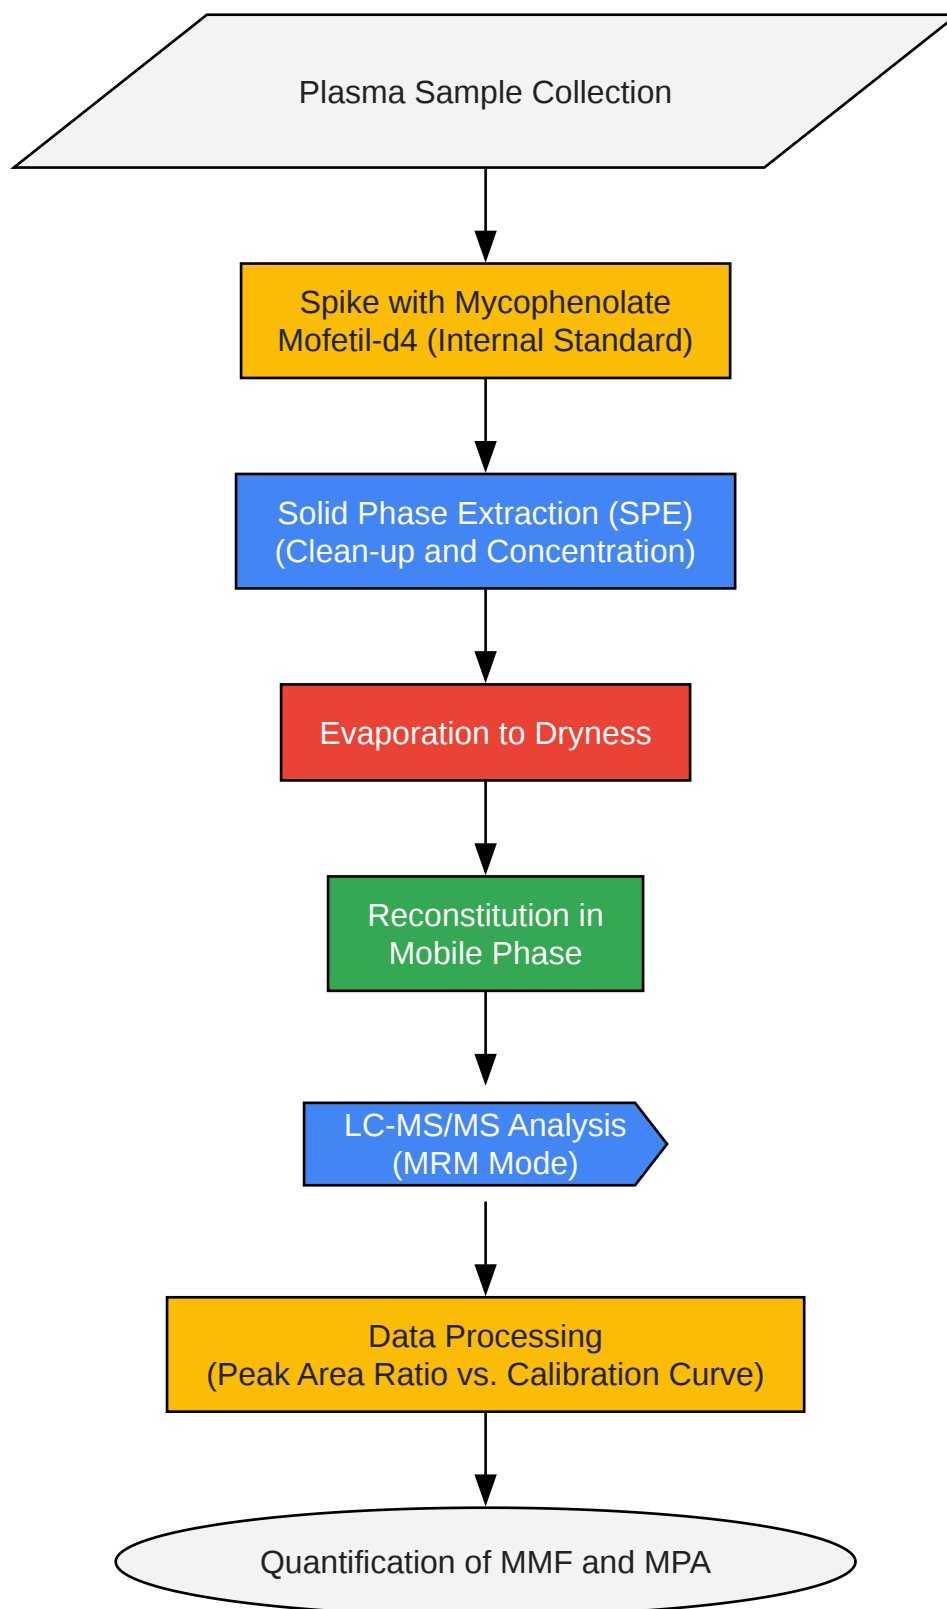 Plasma Sample Collection
Spike with Mycophenolate
Mofetil-d4 (Internal Standard)
Solid Phase Extraction (SPE)
(Clean-up and Concentration)
Evaporation to Dryness
Reconstitution in
Mobile Phase
LC-MS/MS Analysis
(MRM Mode)
Data Processing
(Peak Area Ratio vs. Calibration Curve)
Quantification of MMF and MPA